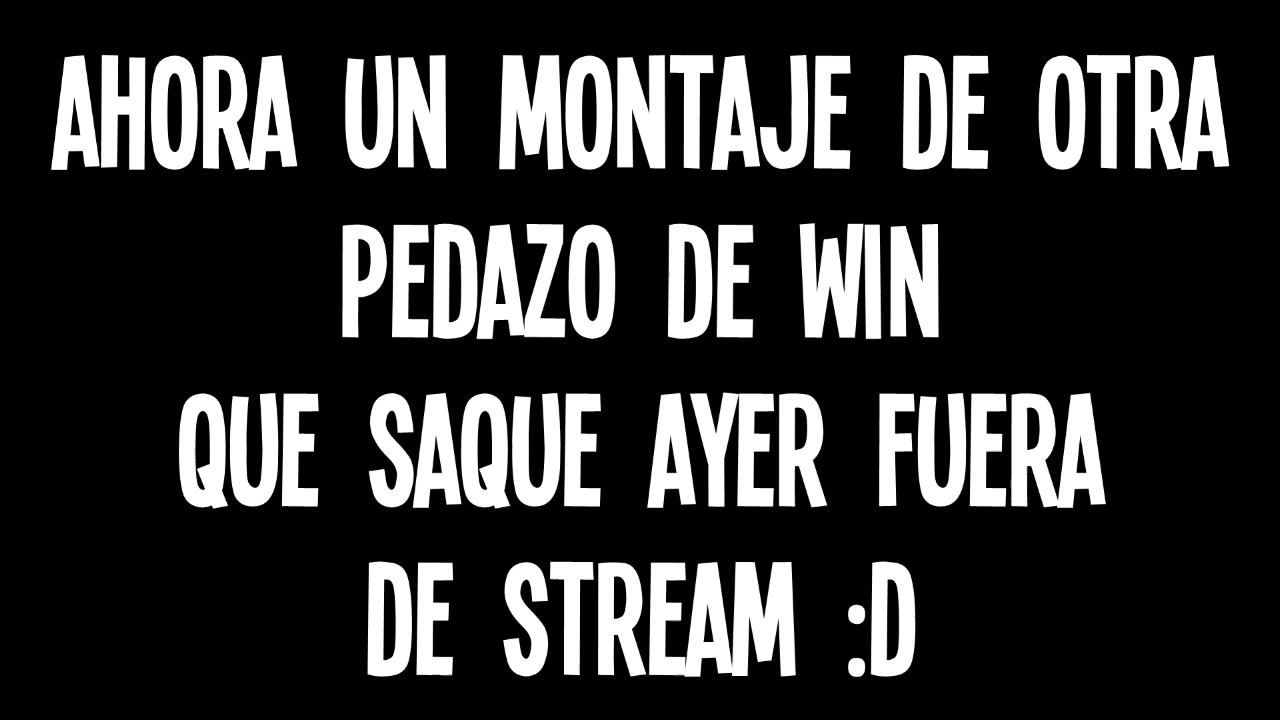 AHORA UN MONTAJE DE OTRA
PEDAZO DE WIN
QUE SAQUE AYER FUERA
DE STREAM :D